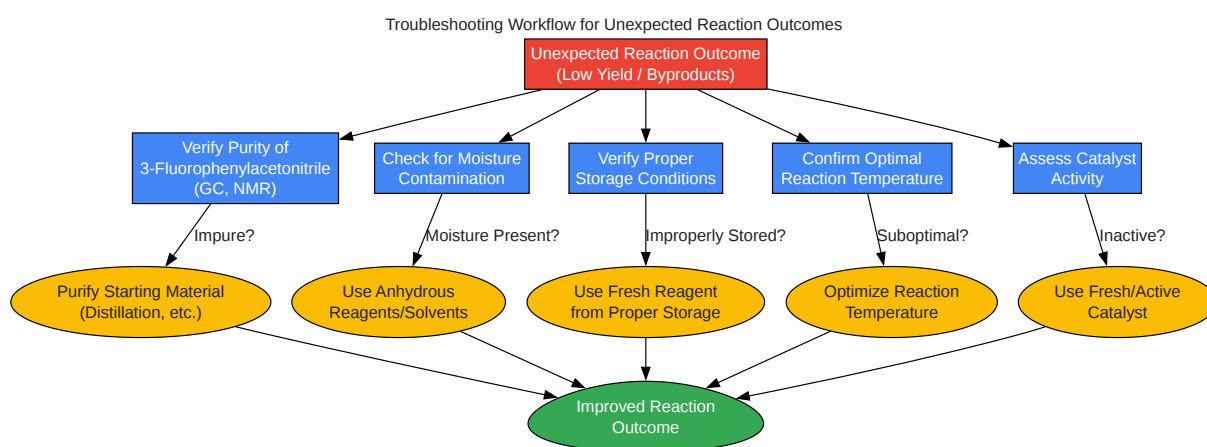 Troubleshooting Workflow for Unexpected Reaction Outcomes
Unexpected Reaction Outcome
(Low Yield / Byproducts)
Verify Purity of
3-Fluorophenylacetonitrile
(GC, NMR)
Check for Moisture
Contamination
Verify Proper
Storage Conditions
Confirm Optimal
Reaction Temperature
Assess Catalyst
Activity
Impure?
Moisture Present?
Improperly Stored?
Suboptimal?
Inactive?
Purify Starting Material
(Distillation, etc.)
Use Anhydrous
Reagents/Solvents
Use Fresh Reagent
from Proper Storage
Optimize Reaction
Temperature
Use Fresh/Active
Catalyst
Improved Reaction
Outcome